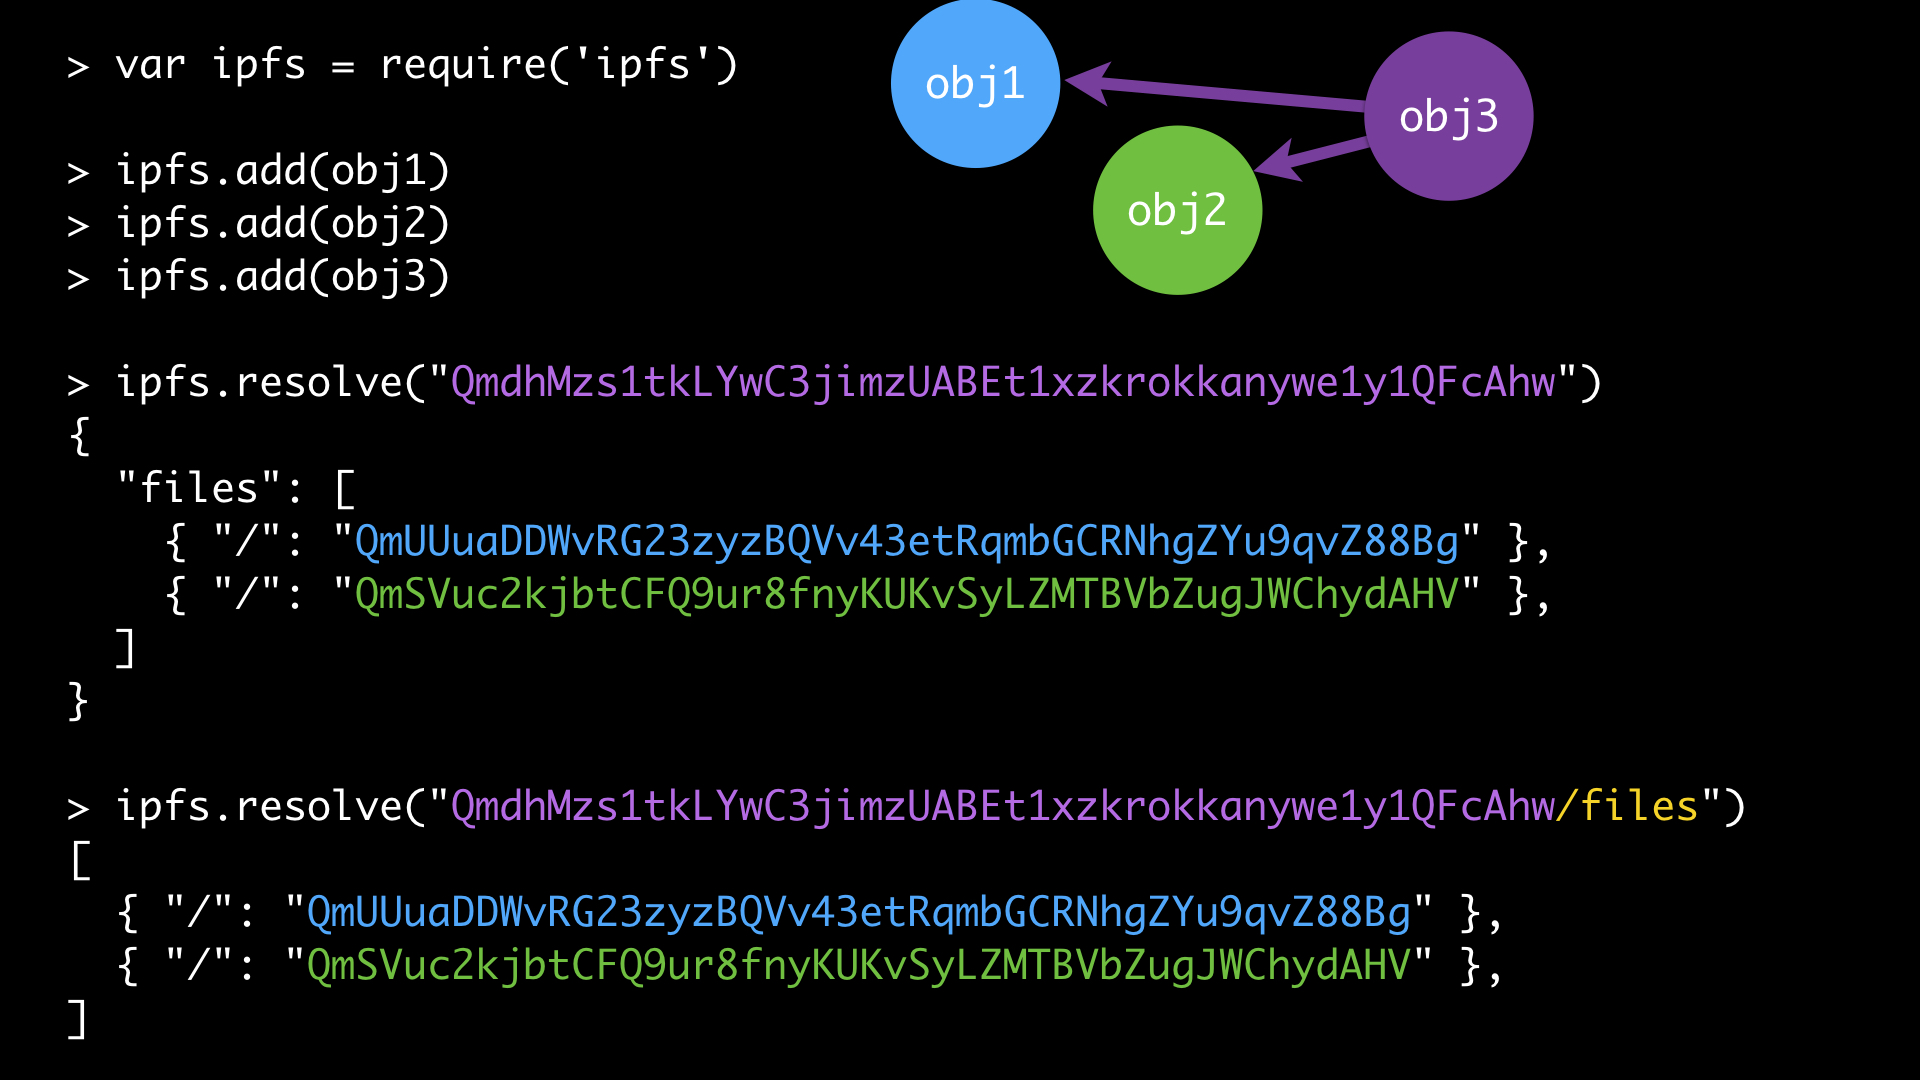 > var ipfs = require('ipfs')
obj1
obj3
obj2
> ipfs.add(obj1)
> ipfs.add(obj2)
> ipfs.add(obj3)
> ipfs.resolve("QmdhMzs1tkLYwC3jimzUABEt1xzkrokkanywe1y1QFcAhw")
{
  "files": [
    { "/": "QmUUuaDDWvRG23zyzBQVv43etRqmbGCRNhgZYu9qvZ88Bg" },
    { "/": "QmSVuc2kjbtCFQ9ur8fnyKUKvSyLZMTBVbZugJWChydAHV" },
  ]
}
> ipfs.resolve("QmdhMzs1tkLYwC3jimzUABEt1xzkrokkanywe1y1QFcAhw/files")
[
  { "/": "QmUUuaDDWvRG23zyzBQVv43etRqmbGCRNhgZYu9qvZ88Bg" },
  { "/": "QmSVuc2kjbtCFQ9ur8fnyKUKvSyLZMTBVbZugJWChydAHV" },
]